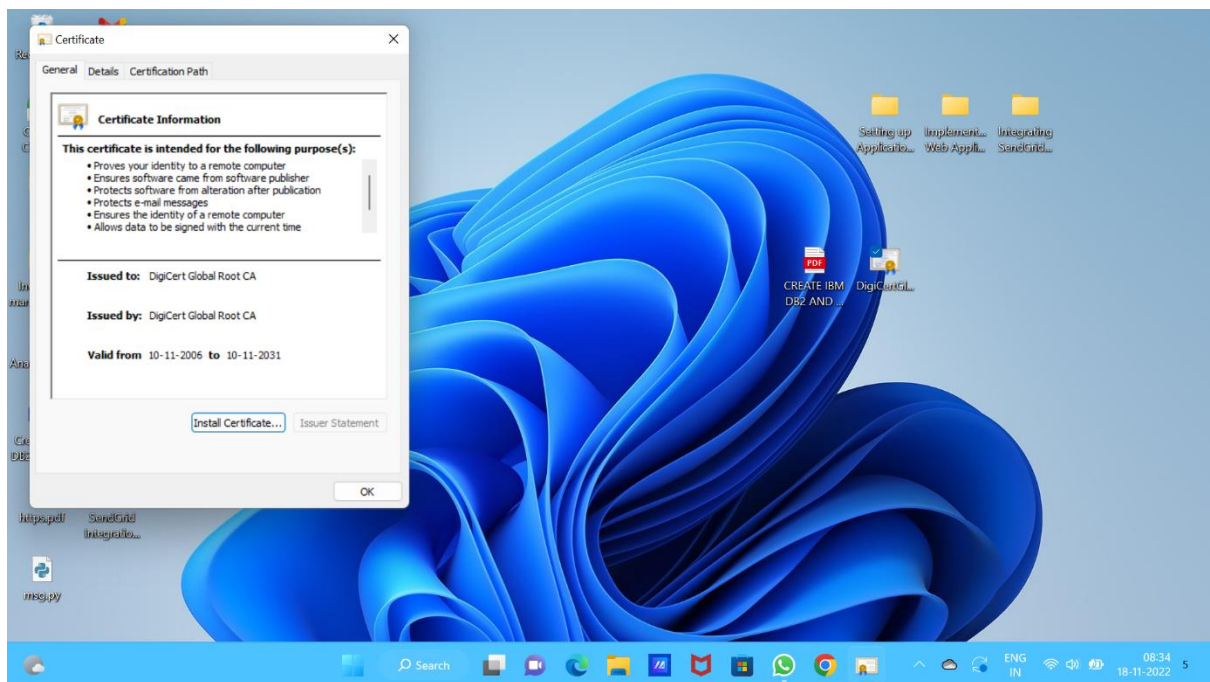 Certificate
General Details Certification Path
Certificate Information
This certificate is intended for the following purpose(s):
• Proves your identity to a remote computer
• Ensures software came from software publisher
• Protects software from alteration after publication
• Protects e-mail messages
• Ensures the identity of a remote computer
• Allows data to be signed with the current time
Issued to: DigiCert Global Root CA
Issued by: DigiCert Global Root CA
Valid from 10-11-2006 to 10-11-2031
Install Certificate... Issuer Statement
OK
Setting up
Applicatio...
Implementi...
Web Appli...
Integrating
SendGrid...
PDF
CREATE IBM
DB2 AND ...
DigiCertGl...
https.pdf
SendGrid
Integratio...
msg.py
Search
ENG
IN
08:34
18-11-2022
5